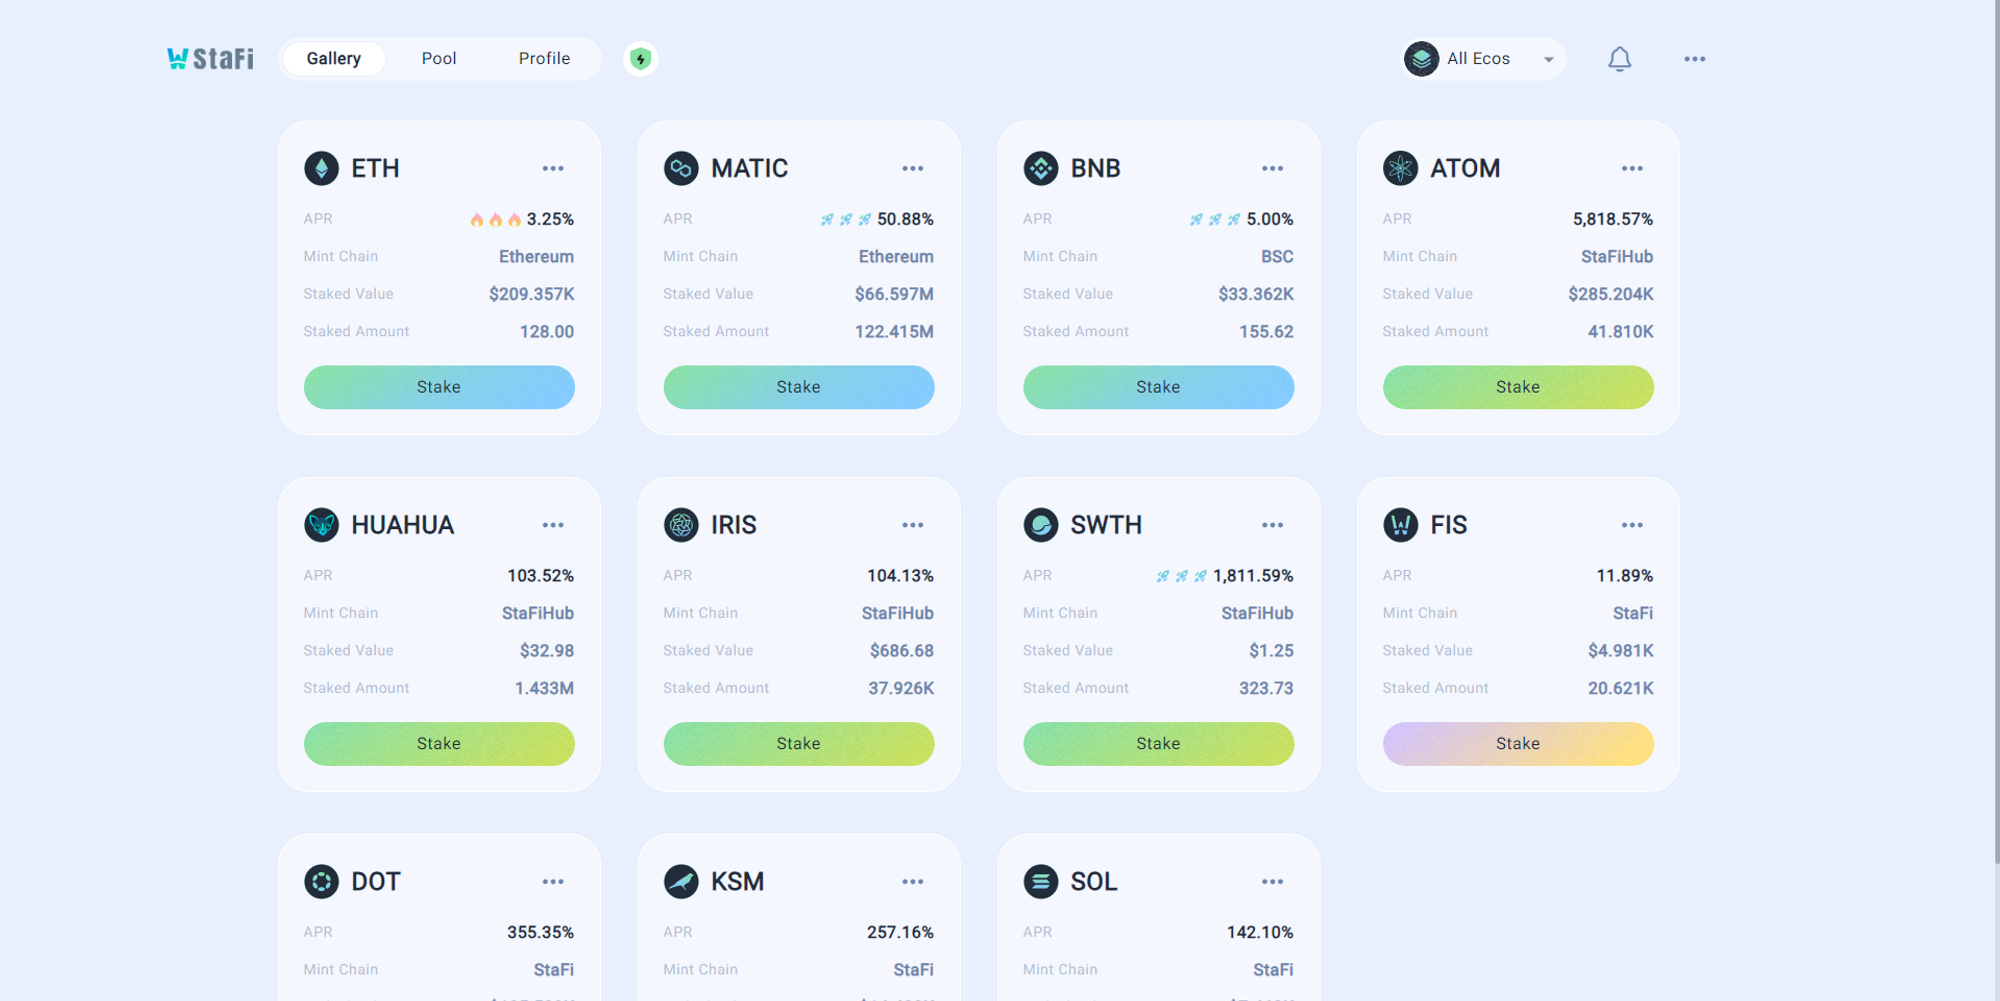 StaFi Gallery Pool Profile All Ecos
ETH MATIC BNB ATOM
APR 3.25% APR 50.88% APR 5.00% APR 5,818.57%
Mint Chain Ethereum Mint Chain Ethereum Mint Chain BSC Mint Chain StaFiHub
Staked Value $209.357K Staked Value $66.597M Staked Value $33.362K Staked Value $285.204K
Staked Amount 128.00 Staked Amount 122.415M Staked Amount 155.62 Staked Amount 41.810K
Stake Stake Stake Stake
HUAHUA IRIS SWTH FIS
APR 103.52% APR 104.13% APR 1,811.59% APR 11.89%
Mint Chain StaFiHub Mint Chain StaFiHub Mint Chain StaFiHub Mint Chain StaFi
Staked Value $32.98 Staked Value $686.68 Staked Value $1.25 Staked Value $4.981K
Staked Amount 1.433M Staked Amount 37.926K Staked Amount 323.73 Staked Amount 20.621K
Stake Stake Stake Stake
DOT KSM SOL
APR 355.35% APR 257.16% APR 142.10%
Mint Chain StaFi Mint Chain StaFi Mint Chain StaFi